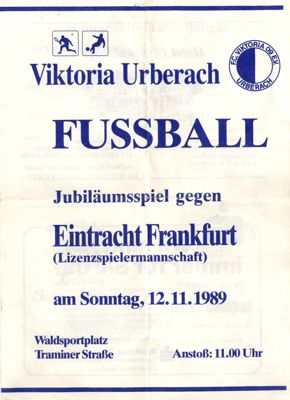 FC VIKTORIA 09 E.V.
URBERACH
Viktoria Urberach
FUSSBALL
Jubiläumsspiel gegen
Eintracht Frankfurt
(Lizenzspielermannschaft)
am Sonntag, 12.11.1989
Waldsportplatz
Traminer Straße
Anstoß: 11.00 Uhr